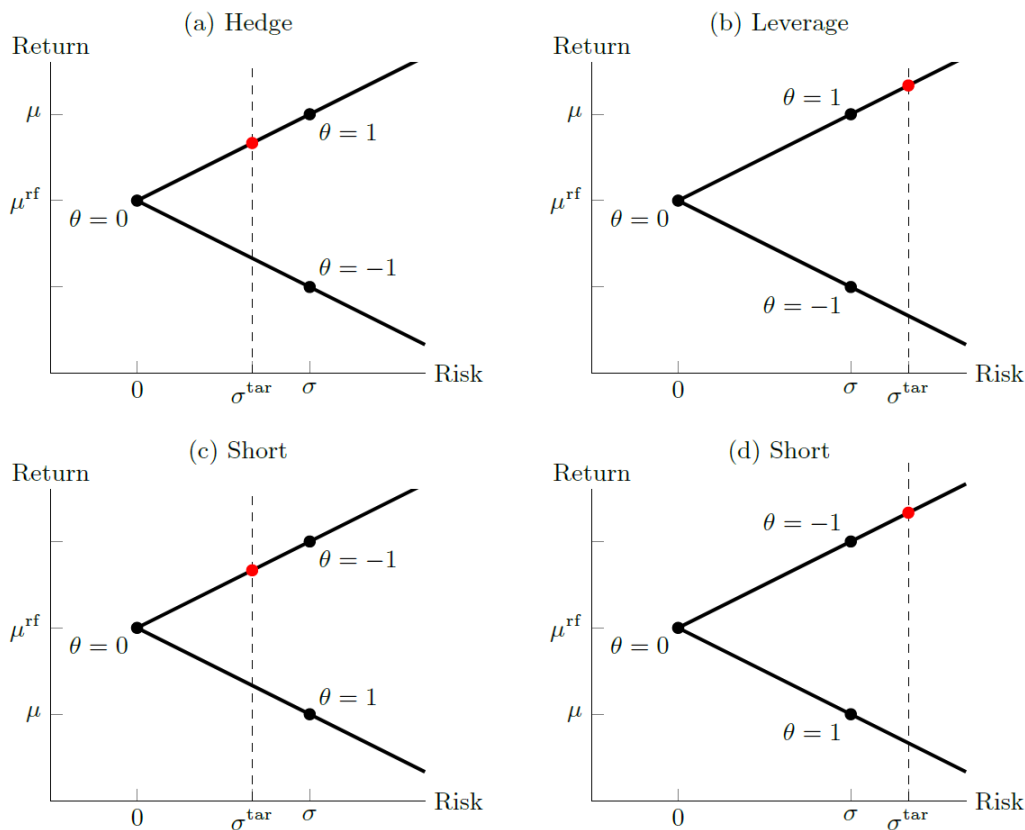 (a) Hedge
Return
μ
θ = 1
μ^rf
θ = 0
θ = −1
0
σ^tar
σ
Risk
(b) Leverage
Return
μ
θ = 1
μ^rf
θ = 0
θ = −1
0
σ
σ^tar
Risk
(c) Short
Return
θ = −1
μ^rf
θ = 0
θ = 1
μ
0
σ^tar
σ
Risk
(d) Short
Return
θ = −1
μ^rf
θ = 0
μ
θ = 1
0
σ
σ^tar
Risk